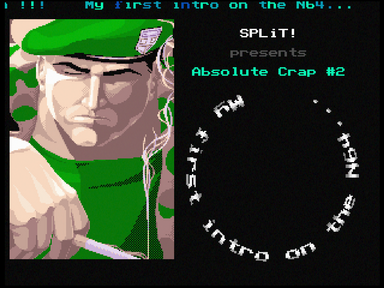 !!! My first intro on the N64...
SPLiT!
presents
Absolute Crap #2
My first intro on the N64...